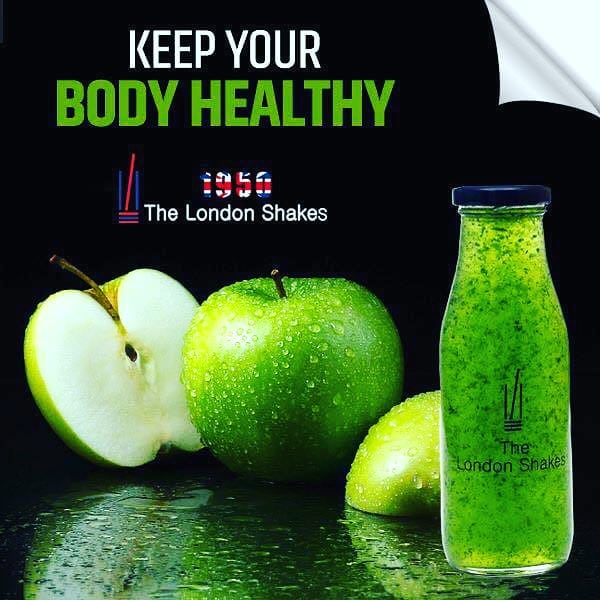 KEEP YOUR
BODY HEALTHY
1950
The London Shakes
The
London Shakes